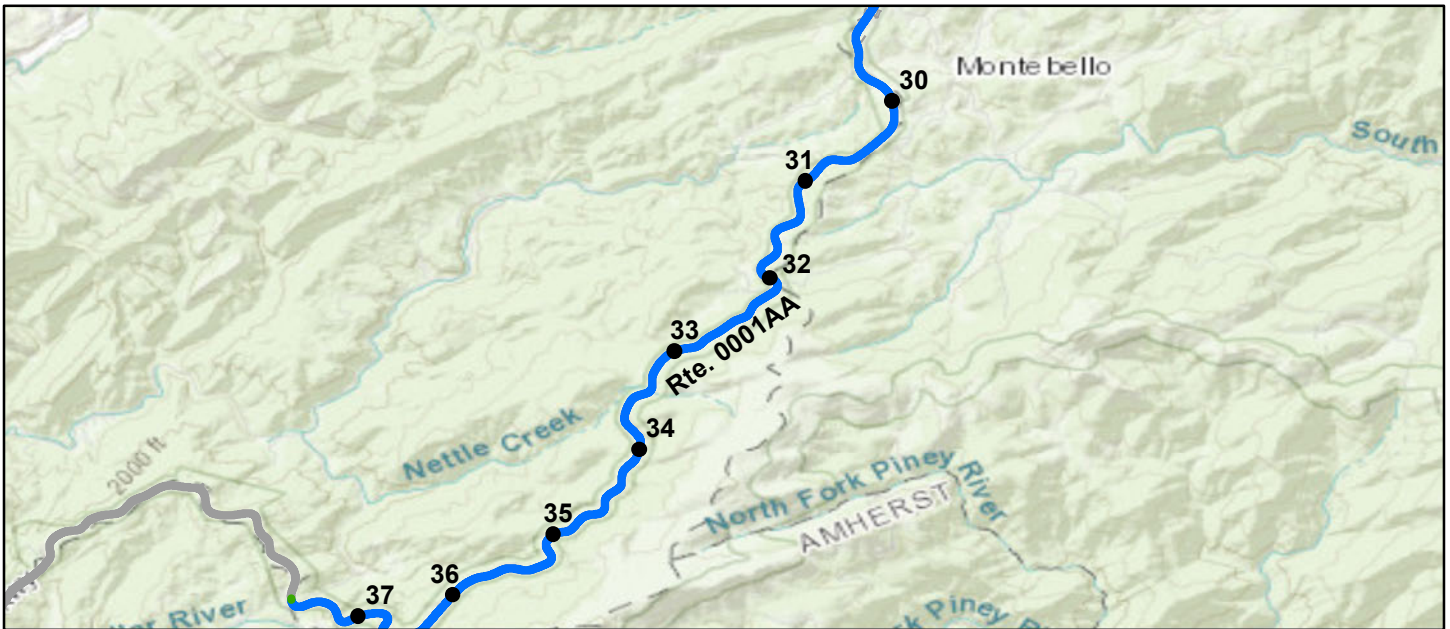 Montebello
30
South
31
32
33
Rte. 0001AA
34
Nettle Creek
2000 ft
North Fork Piney River
AMHERST
35
36
37
River
Piney